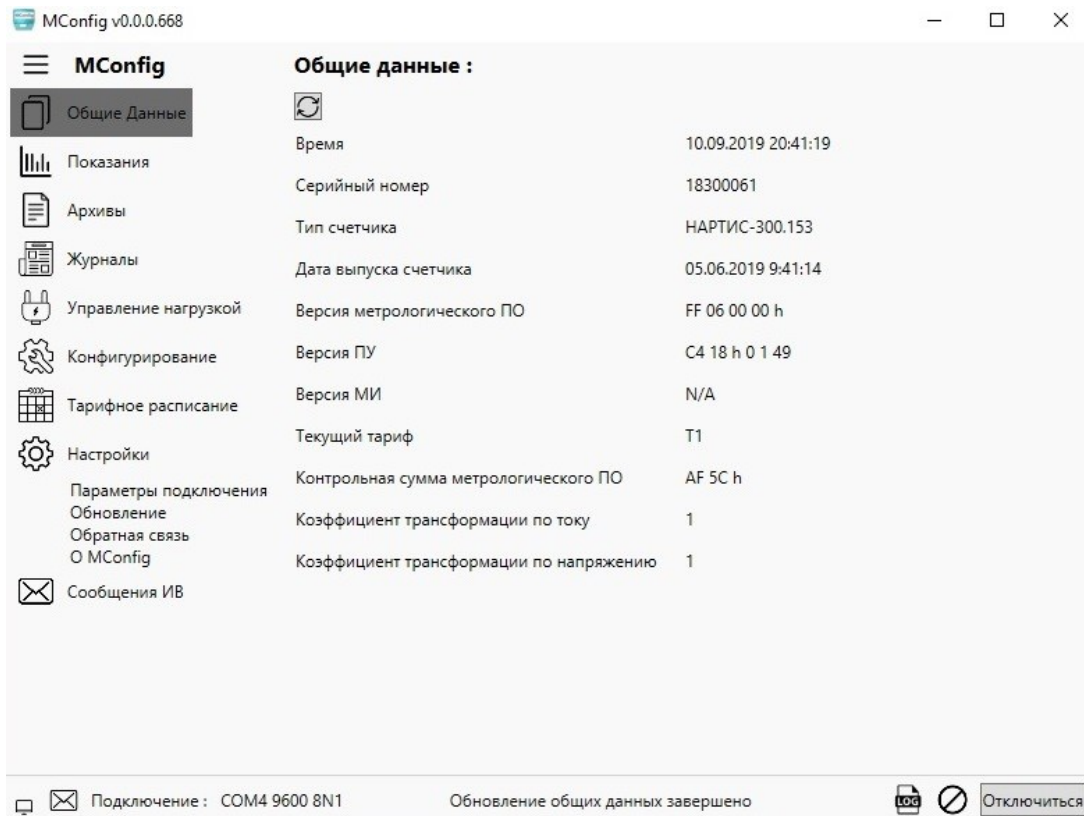 MConfig v0.0.0.668
MConfig
Общие Данные
Показания
Архивы
Журналы
Управление нагрузкой
Конфигурирование
Тарифное расписание
Настройки
Параметры подключения
Обновление
Обратная связь
О MConfig
Сообщения ИВ
Общие данные :
Время 10.09.2019 20:41:19
Серийный номер 18300061
Тип счетчика НАРТИС-300.153
Дата выпуска счетчика 05.06.2019 9:41:14
Версия метрологического ПО FF 06 00 00 h
Версия ПУ C4 18 h 0 1 49
Версия МИ N/A
Текущий тариф T1
Контрольная сумма метрологического ПО AF 5C h
Коэффициент трансформации по току 1
Коэффициент трансформации по напряжению 1
Подключение : COM4 9600 8N1 Обновление общих данных завершено LOG Отключиться